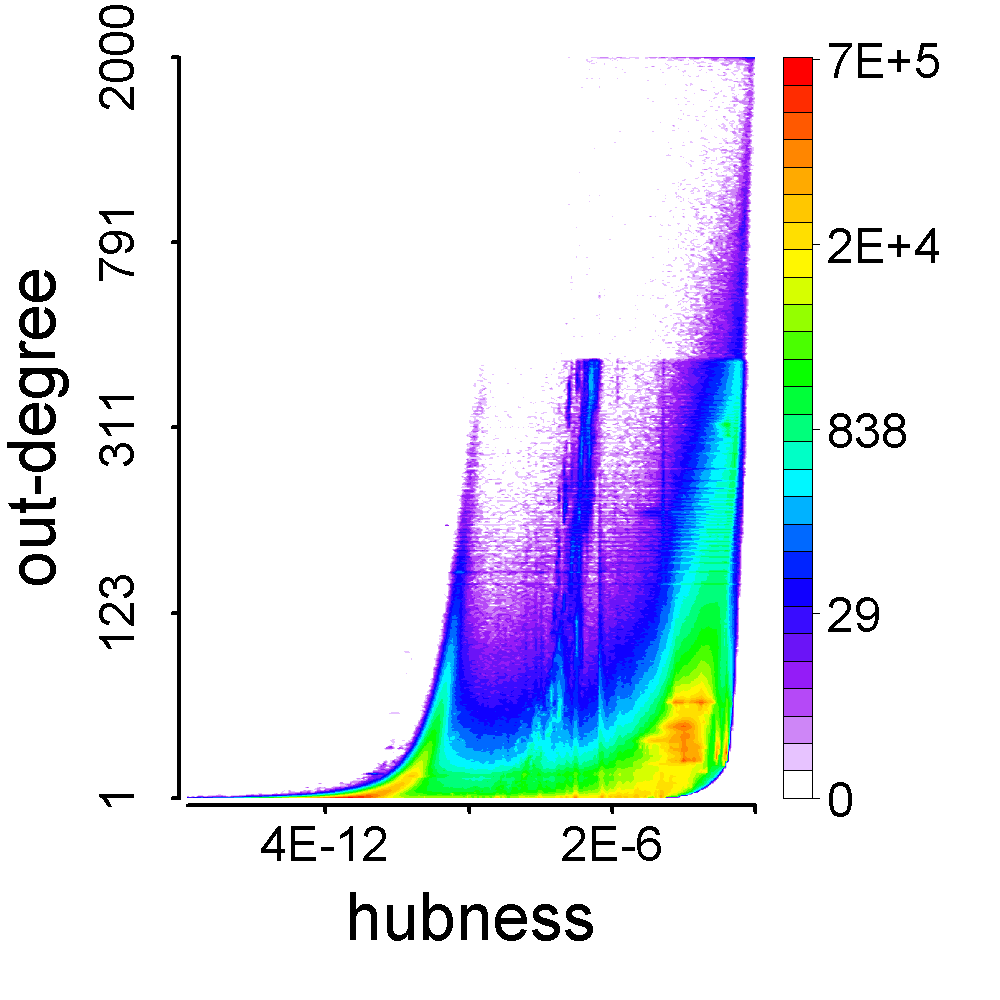 out-degree
2000
791
311
123
1
4E-12
2E-6
hubness
7E+5
2E+4
838
29
0